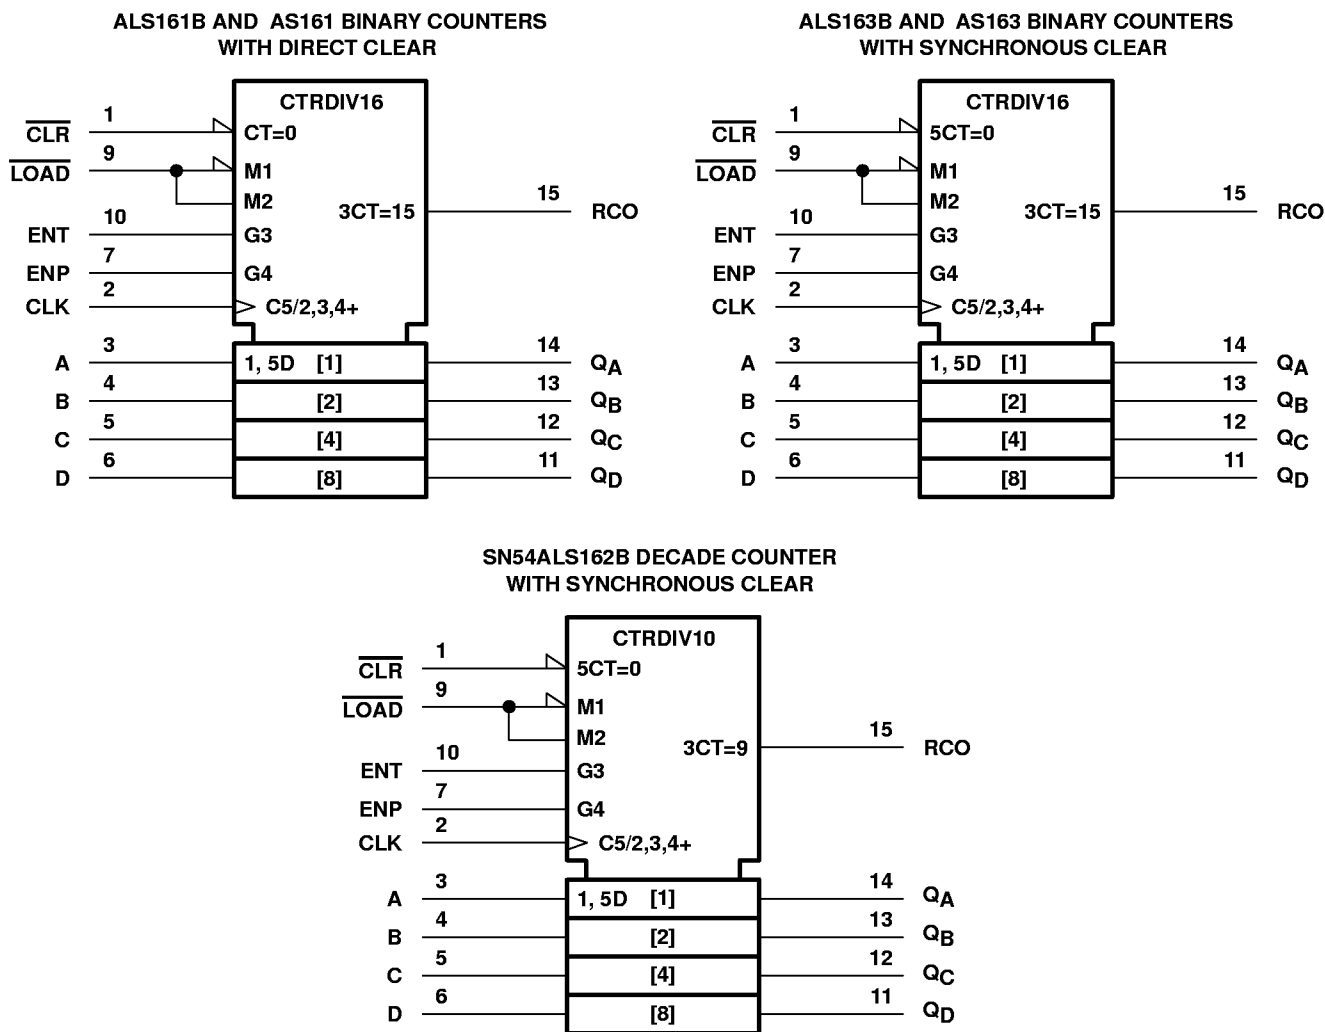 ALS161B AND AS161 BINARY COUNTERS
WITH DIRECT CLEAR
CTRDIV16
1
CLR
CT=0
9
LOAD
M1
M2
3CT=15
15
RCO
10
ENT
G3
7
ENP
G4
2
CLK
C5/2,3,4+
3
A
1, 5D [1]
14
QA
4
B
[2]
13
QB
5
C
[4]
12
QC
6
D
[8]
11
QD
ALS163B AND AS163 BINARY COUNTERS
WITH SYNCHRONOUS CLEAR
CTRDIV16
1
CLR
5CT=0
9
LOAD
M1
M2
3CT=15
15
RCO
10
ENT
G3
7
ENP
G4
2
CLK
C5/2,3,4+
3
A
1, 5D [1]
14
QA
4
B
[2]
13
QB
5
C
[4]
12
QC
6
D
[8]
11
QD
SN54ALS162B DECADE COUNTER
WITH SYNCHRONOUS CLEAR
CTRDIV10
1
CLR
5CT=0
9
LOAD
M1
M2
3CT=9
15
RCO
10
ENT
G3
7
ENP
G4
2
CLK
C5/2,3,4+
3
A
1, 5D [1]
14
QA
4
B
[2]
13
QB
5
C
[4]
12
QC
6
D
[8]
11
QD